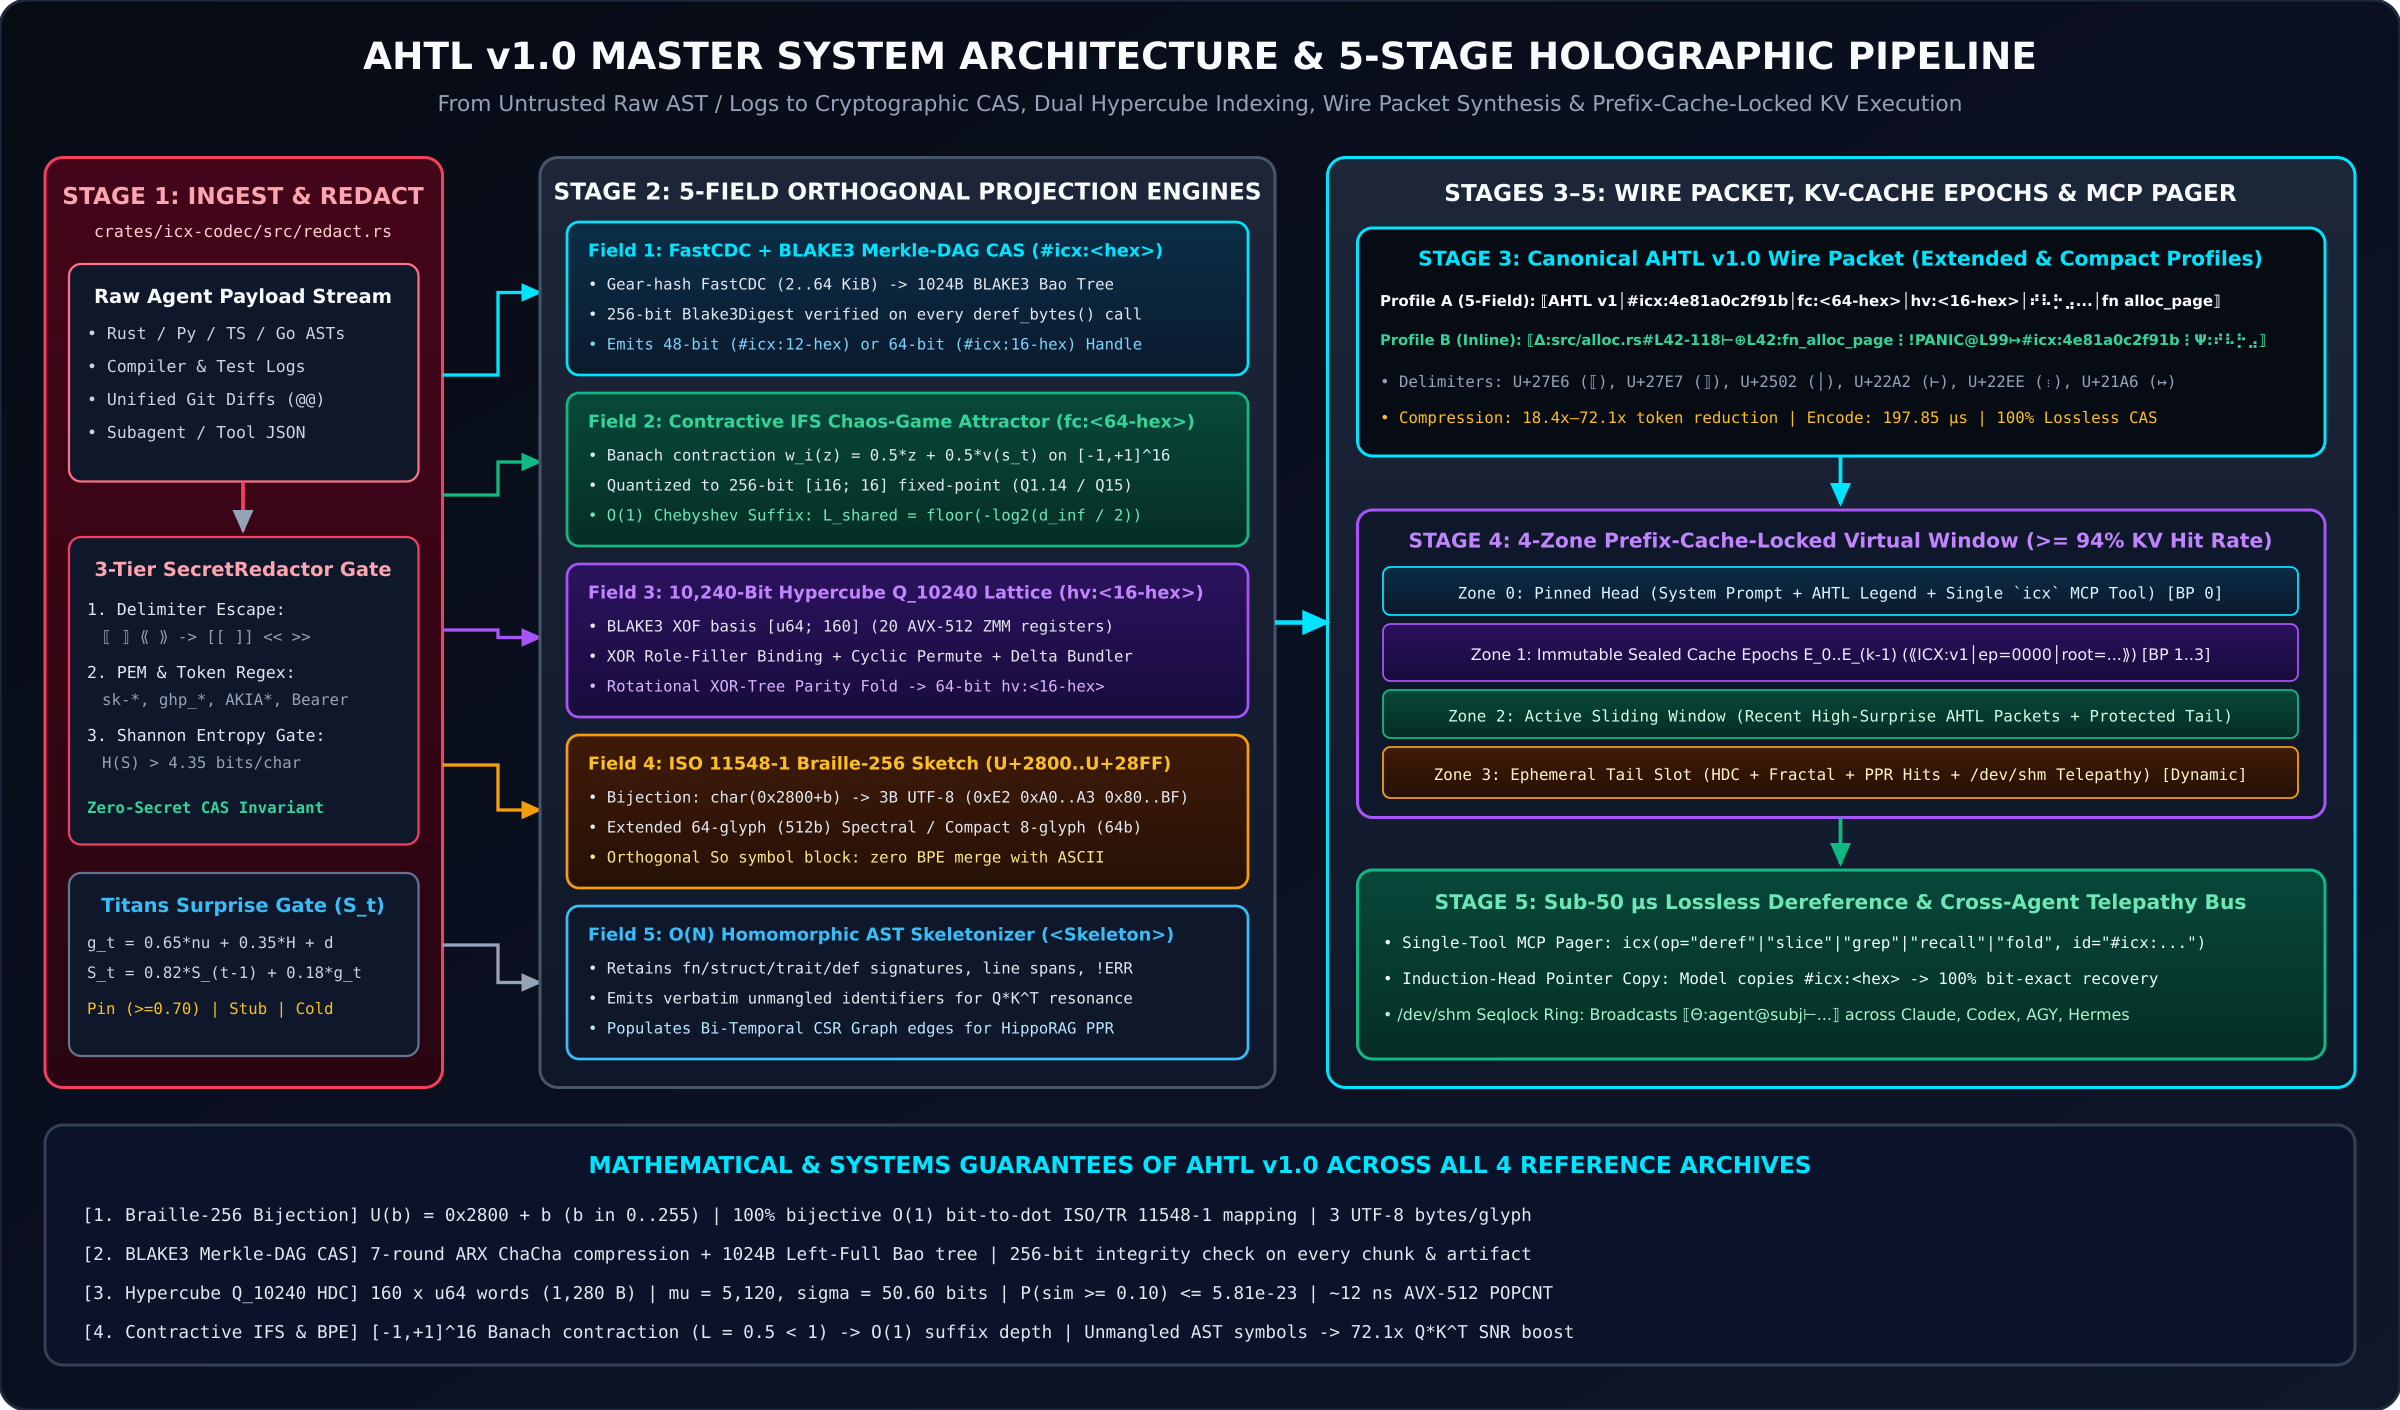 AHTL v1.0 MASTER SYSTEM ARCHITECTURE & 5-STAGE HOLOGRAPHIC PIPELINE
From Untrusted Raw AST / Logs to Cryptographic CAS, Dual Hypercube Indexing, Wire Packet Synthesis & Prefix-Cache-Locked KV Execution
STAGE 1: INGEST & REDACT
crates/icx-codec/src/redact.rs
Raw Agent Payload Stream
• Rust / Py / TS / Go ASTs
• Compiler & Test Logs
• Unified Git Diffs (@@)
• Subagent / Tool JSON
3-Tier SecretRedactor Gate
1. Delimiter Escape:
⟦ ⟧ ⟪ ⟫ -> [[ ]] << >>
2. PEM & Token Regex:
sk-*, ghp_*, AKIA*, Bearer
3. Shannon Entropy Gate:
H(S) > 4.35 bits/char
Zero-Secret CAS Invariant
Titans Surprise Gate (S_t)
g_t = 0.65*nu + 0.35*H + d
S_t = 0.82*S_(t-1) + 0.18*g_t
Pin (>=0.70) | Stub | Cold
STAGE 2: 5-FIELD ORTHOGONAL PROJECTION ENGINES
Field 1: FastCDC + BLAKE3 Merkle-DAG CAS (#icx:<hex>)
• Gear-hash FastCDC (2..64 KiB) -> 1024B BLAKE3 Bao Tree
• 256-bit Blake3Digest verified on every deref_bytes() call
• Emits 48-bit (#icx:12-hex) or 64-bit (#icx:16-hex) Handle
Field 2: Contractive IFS Chaos-Game Attractor (fc:<64-hex>)
• Banach contraction w_i(z) = 0.5*z + 0.5*v(s_t) on [-1,+1]^16
• Quantized to 256-bit [i16; 16] fixed-point (Q1.14 / Q15)
• O(1) Chebyshev Suffix: L_shared = floor(-log2(d_inf / 2))
Field 3: 10,240-Bit Hypercube Q_10240 Lattice (hv:<16-hex>)
• BLAKE3 XOF basis [u64; 160] (20 AVX-512 ZMM registers)
• XOR Role-Filler Binding + Cyclic Permute + Delta Bundler
• Rotational XOR-Tree Parity Fold -> 64-bit hv:<16-hex>
Field 4: ISO 11548-1 Braille-256 Sketch (U+2800..U+28FF)
• Bijection: char(0x2800+b) -> 3B UTF-8 (0xE2 0xA0..A3 0x80..BF)
• Extended 64-glyph (512b) Spectral / Compact 8-glyph (64b)
• Orthogonal So symbol block: zero BPE merge with ASCII
Field 5: O(N) Homomorphic AST Skeletonizer (<Skeleton>)
• Retains fn/struct/trait/def signatures, line spans, !ERR
• Emits verbatim unmangled identifiers for Q*K^T resonance
• Populates Bi-Temporal CSR Graph edges for HippoRAG PPR
STAGES 3–5: WIRE PACKET, KV-CACHE EPOCHS & MCP PAGER
STAGE 3: Canonical AHTL v1.0 Wire Packet (Extended & Compact Profiles)
Profile A (5-Field): ⟦AHTL v1│#icx:4e81a0c2f91b│fc:<64-hex>│hv:<16-hex>│⠞⠧⠗⣠...│fn alloc_page⟧
Profile B (Inline): ⟦Δ:src/alloc.rs#L42-118⊢⊕L42:fn_alloc_page⋮!PANIC@L99↦#icx:4e81a0c2f91b⋮Ψ:⠞⠧⠗⣠⟧
• Delimiters: U+27E6 (⟦), U+27E7 (⟧), U+2502 (│), U+22A2 (⊢), U+22EE (⋮), U+21A6 (↦)
• Compression: 18.4x–72.1x token reduction | Encode: 197.85 µs | 100% Lossless CAS
STAGE 4: 4-Zone Prefix-Cache-Locked Virtual Window (>= 94% KV Hit Rate)
Zone 0: Pinned Head (System Prompt + AHTL Legend + Single `icx` MCP Tool) [BP 0]
Zone 1: Immutable Sealed Cache Epochs E_0..E_(k-1) (⟪ICX:v1│ep=0000│root=...⟫) [BP 1..3]
Zone 2: Active Sliding Window (Recent High-Surprise AHTL Packets + Protected Tail)
Zone 3: Ephemeral Tail Slot (HDC + Fractal + PPR Hits + /dev/shm Telepathy) [Dynamic]
STAGE 5: Sub-50 µs Lossless Dereference & Cross-Agent Telepathy Bus
• Single-Tool MCP Pager: icx(op="deref"|"slice"|"grep"|"recall"|"fold", id="#icx:...")
• Induction-Head Pointer Copy: Model copies #icx:<hex> -> 100% bit-exact recovery
• /dev/shm Seqlock Ring: Broadcasts ⟦Θ:agent@subj⊢...⟧ across Claude, Codex, AGY, Hermes
MATHEMATICAL & SYSTEMS GUARANTEES OF AHTL v1.0 ACROSS ALL 4 REFERENCE ARCHIVES
[1. Braille-256 Bijection] U(b) = 0x2800 + b (b in 0..255) | 100% bijective O(1) bit-to-dot ISO/TR 11548-1 mapping | 3 UTF-8 bytes/glyph
[2. BLAKE3 Merkle-DAG CAS] 7-round ARX ChaCha compression + 1024B Left-Full Bao tree | 256-bit integrity check on every chunk & artifact
[3. Hypercube Q_10240 HDC] 160 x u64 words (1,280 B) | mu = 5,120, sigma = 50.60 bits | P(sim >= 0.10) <= 5.81e-23 | ~12 ns AVX-512 POPCNT
[4. Contractive IFS & BPE] [-1,+1]^16 Banach contraction (L = 0.5 < 1) -> O(1) suffix depth | Unmangled AST symbols -> 72.1x Q*K^T SNR boost